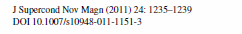 J Supercond Nov Magn (2011) 24: 1235–1239
DOI 10.1007/s10948-011-1151-3